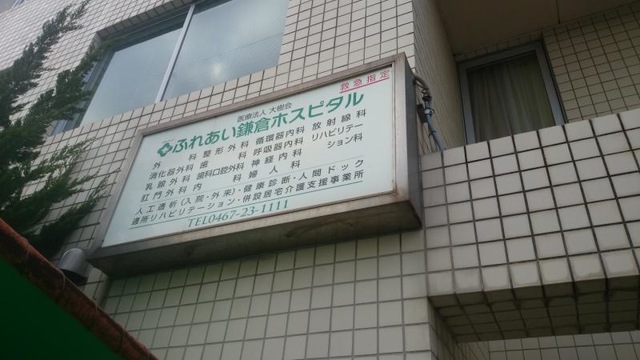 医療法人 大樹会
救急指定
ふれあい鎌倉ホスピタル
外科 整形外科 循環器内科 放射線科
消化器外科 歯科 呼吸器内科 リハビリテーション科
乳腺外科 歯科口腔外科 神経内科
肛門外科 内科 婦人科
人工透析(入院・外来)・健康診断・人間ドック
通所リハビリテーション・併設居宅介護支援事業所
TEL0467-23-1111